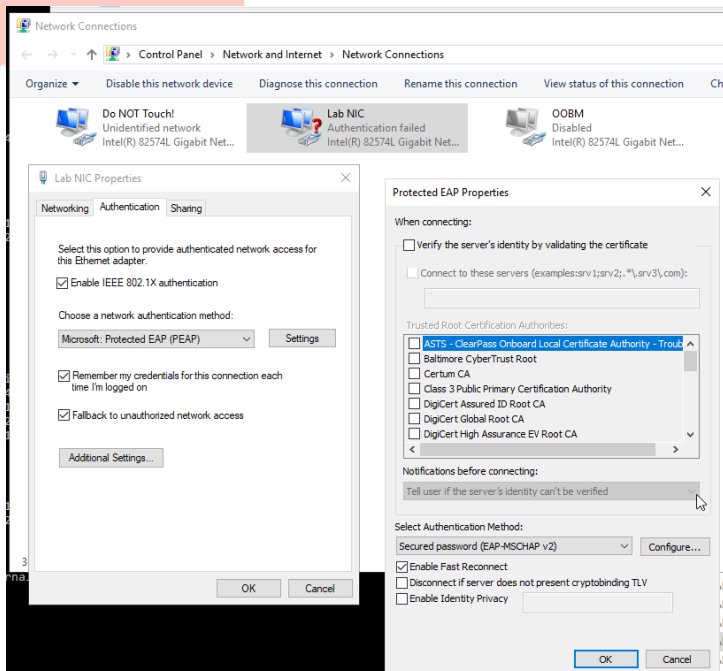 Network Connections
Control Panel > Network and Internet > Network Connections
Organize Disable this network device Diagnose this connection Rename this connection View status of this connection
Do NOT Touch!
Unidentified network
Intel(R) 82574L Gigabit Net...
Lab NIC
Authentication failed
Intel(R) 82574L Gigabit Net...
OOBM
Disabled
Intel(R) 82574L Gigabit Net...
Lab NIC Properties
Networking Authentication Sharing
Select this option to provide authenticated network access for
this Ethernet adapter.
Enable IEEE 802.1X authentication
Choose a network authentication method:
Microsoft: Protected EAP (PEAP) Settings
Remember my credentials for this connection each
time I'm logged on
Fallback to unauthorized network access
Additional Settings...
OK Cancel
Protected EAP Properties
When connecting:
Verify the server's identity by validating the certificate
Connect to these servers (examples:srv1;srv2;.*\.srv3\.com):
Trusted Root Certification Authorities:
ASTS - ClearPass Onboard Local Certificate Authority - Troub
Baltimore CyberTrust Root
Certum CA
Class 3 Public Primary Certification Authority
DigiCert Assured ID Root CA
DigiCert Global Root CA
DigiCert High Assurance EV Root CA
Notifications before connecting:
Tell user if the server's identity can't be verified
Select Authentication Method:
Secured password (EAP-MSCHAP v2) Configure...
Enable Fast Reconnect
Disconnect if server does not present cryptobinding TLV
Enable Identity Privacy
OK Cancel